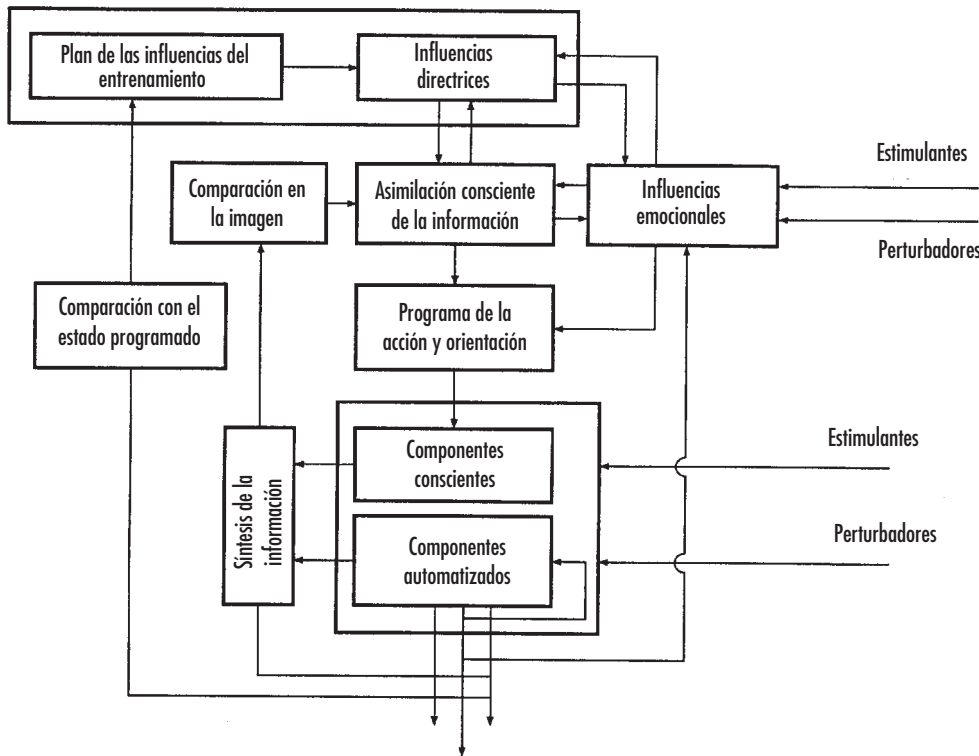 Plan de las influencias del
entrenamiento
Influencias
directrices
Estimulantes
Comparación en
la imagen
Asimilación consciente
de la información
Influencias
emocionales
Perturbadores
Comparación con el
estado programado
Programa de la
acción y orientación
Síntesis de la
información
Componentes
conscientes
Estimulantes
Componentes
automatizados
Perturbadores